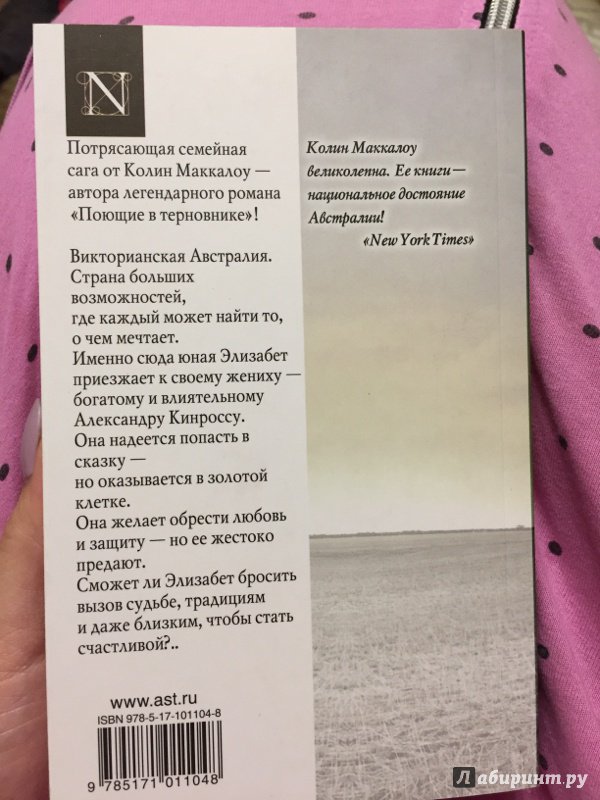 N
Потрясающая семейная
сага от Колин Маккалоу —
автора легендарного романа
«Поющие в терновнике»!
Викторианская Австралия.
Страна больших
возможностей,
где каждый может найти то,
о чем мечтает.
Именно сюда юная Элизабет
приезжает к своему жениху —
богатому и влиятельному
Александру Кинроссу.
Она надеется попасть в
сказку —
но оказывается в золотой
клетке.
Она желает обрести любовь
и защиту — но ее жестоко
предают.
Сможет ли Элизабет бросить
вызов судьбе, традициям
и даже близким, чтобы стать
счастливой?..
www.ast.ru
ISBN 978-5-17-101104-8
9 785171 011048
Колин Маккалоу
великолепна. Ее книги —
национальное достояние
Австралии!
«New York Times»
Лабиринт.ру